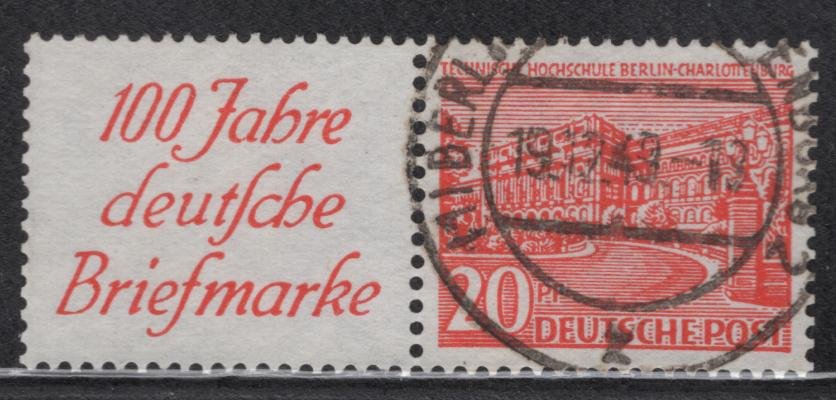 100 Jahre
deutsche
Briefmarke
TECHNISCHE HOCHSCHULE BERLIN-CHARLOTTENBURG
20 PF
DEUTSCHE POST